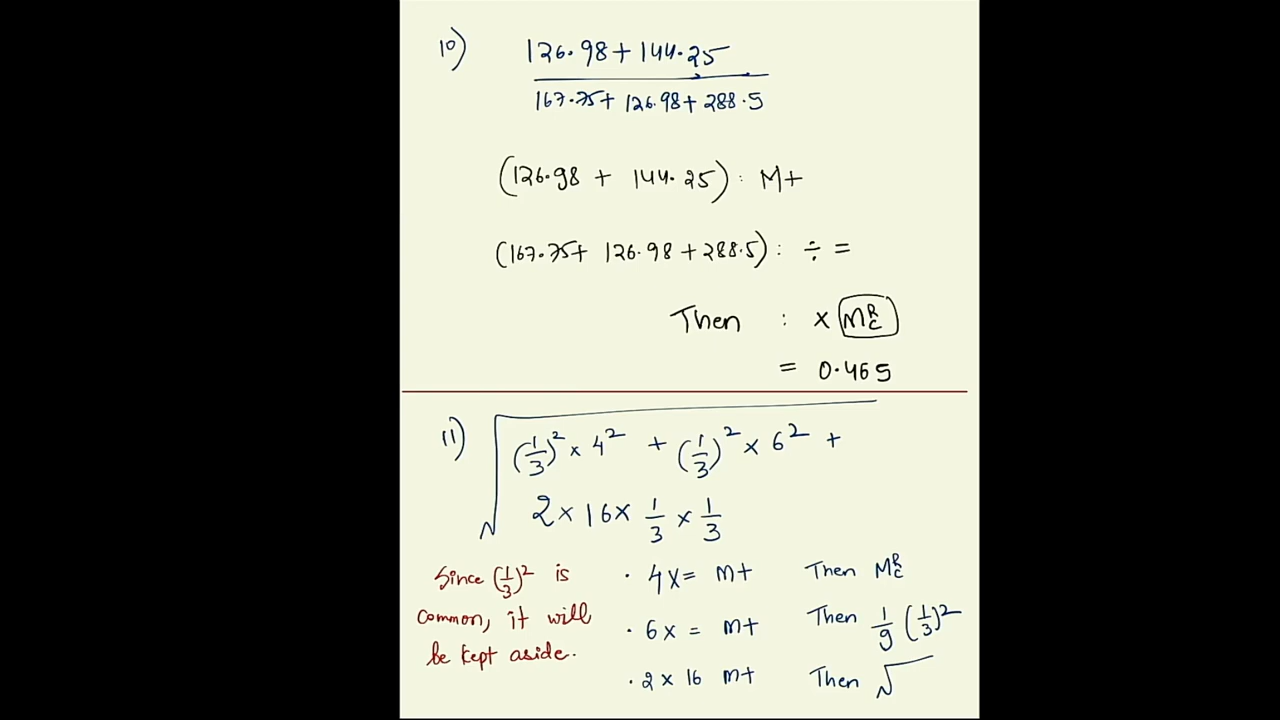 10) 126.98 + 144.25
167.75 + 126.98 + 288.5
(126.98 + 144.25) : M+
(167.75 + 126.98 + 288.5) : ÷ =
Then : x MRC
= 0.465
11) √ (1/3)² x 4² + (1/3)² x 6² +
2 x 16 x 1/3 x 1/3
Since (1/3)² is
common, it will
be kept aside.
· 4x = m+ Then MRC
· 6x = m+ Then 1/9 (1/3)²
· 2 x 16 m+ Then √